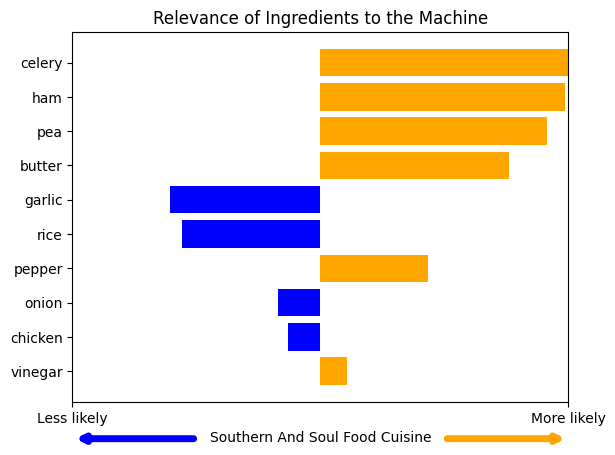 Relevance of Ingredients to the Machine
celery
ham
pea
butter
garlic
rice
pepper
onion
chicken
vinegar
Less likely More likely
Southern And Soul Food Cuisine